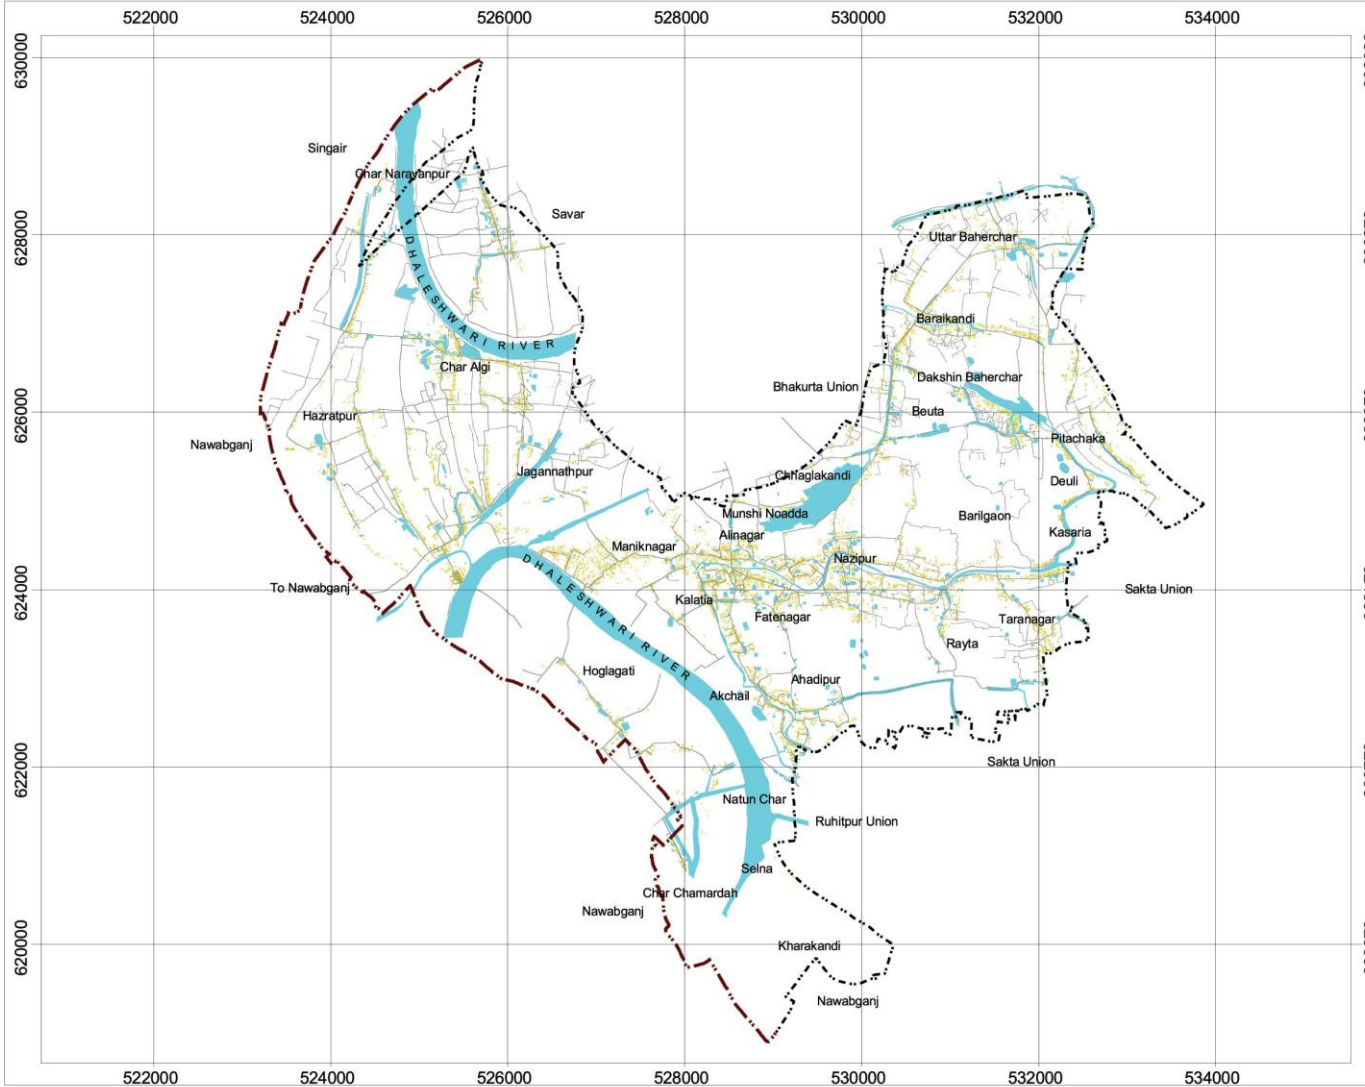 522000 524000 526000 528000 530000 532000 534000
630000
Singair
Char Narayanpur
Savar
628000
Uttar Baherchar
DHALESHWARI RIVER
Baraikandi
Char Algi
Dakshin Baherchar
Bhakurta Union
626000
Hazratpur
Beuta
Nawabganj
Pitachaka
Jagannathpur
Chhaglakandi
Deuli
Munshi Noadda
Barilgaon
Alinagar
Kasaria
Maniknagar
Nazipur
To Nawabganj
Sakta Union
624000
DHALESHWARI RIVER
Kalatia
Fatenagar
Taranagar
Rayta
Hoglagati
Ahadipur
Akchail
622000
Sakta Union
Natun Char
Ruhitpur Union
Selna
Char Chamardah
Nawabganj
620000
Kharakandi
Nawabganj
522000 524000 526000 528000 530000 532000 534000